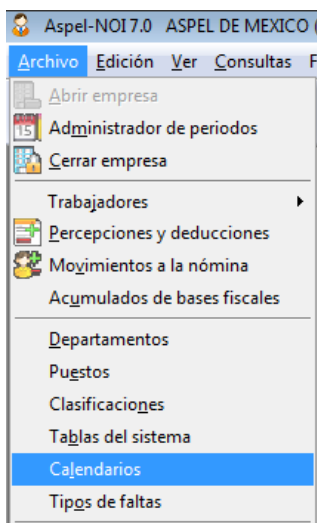 Aspel-NOI 7.0 ASPEL DE MEXICO (
Archivo Edición Ver Consultas F
Abrir empresa
15 Administrador de periodos
Cerrar empresa
Trabajadores
Percepciones y deducciones
Movimientos a la nómina
Acumulados de bases fiscales
Departamentos
Puestos
Clasificaciones
Tablas del sistema
Calendarios
Tipos de faltas